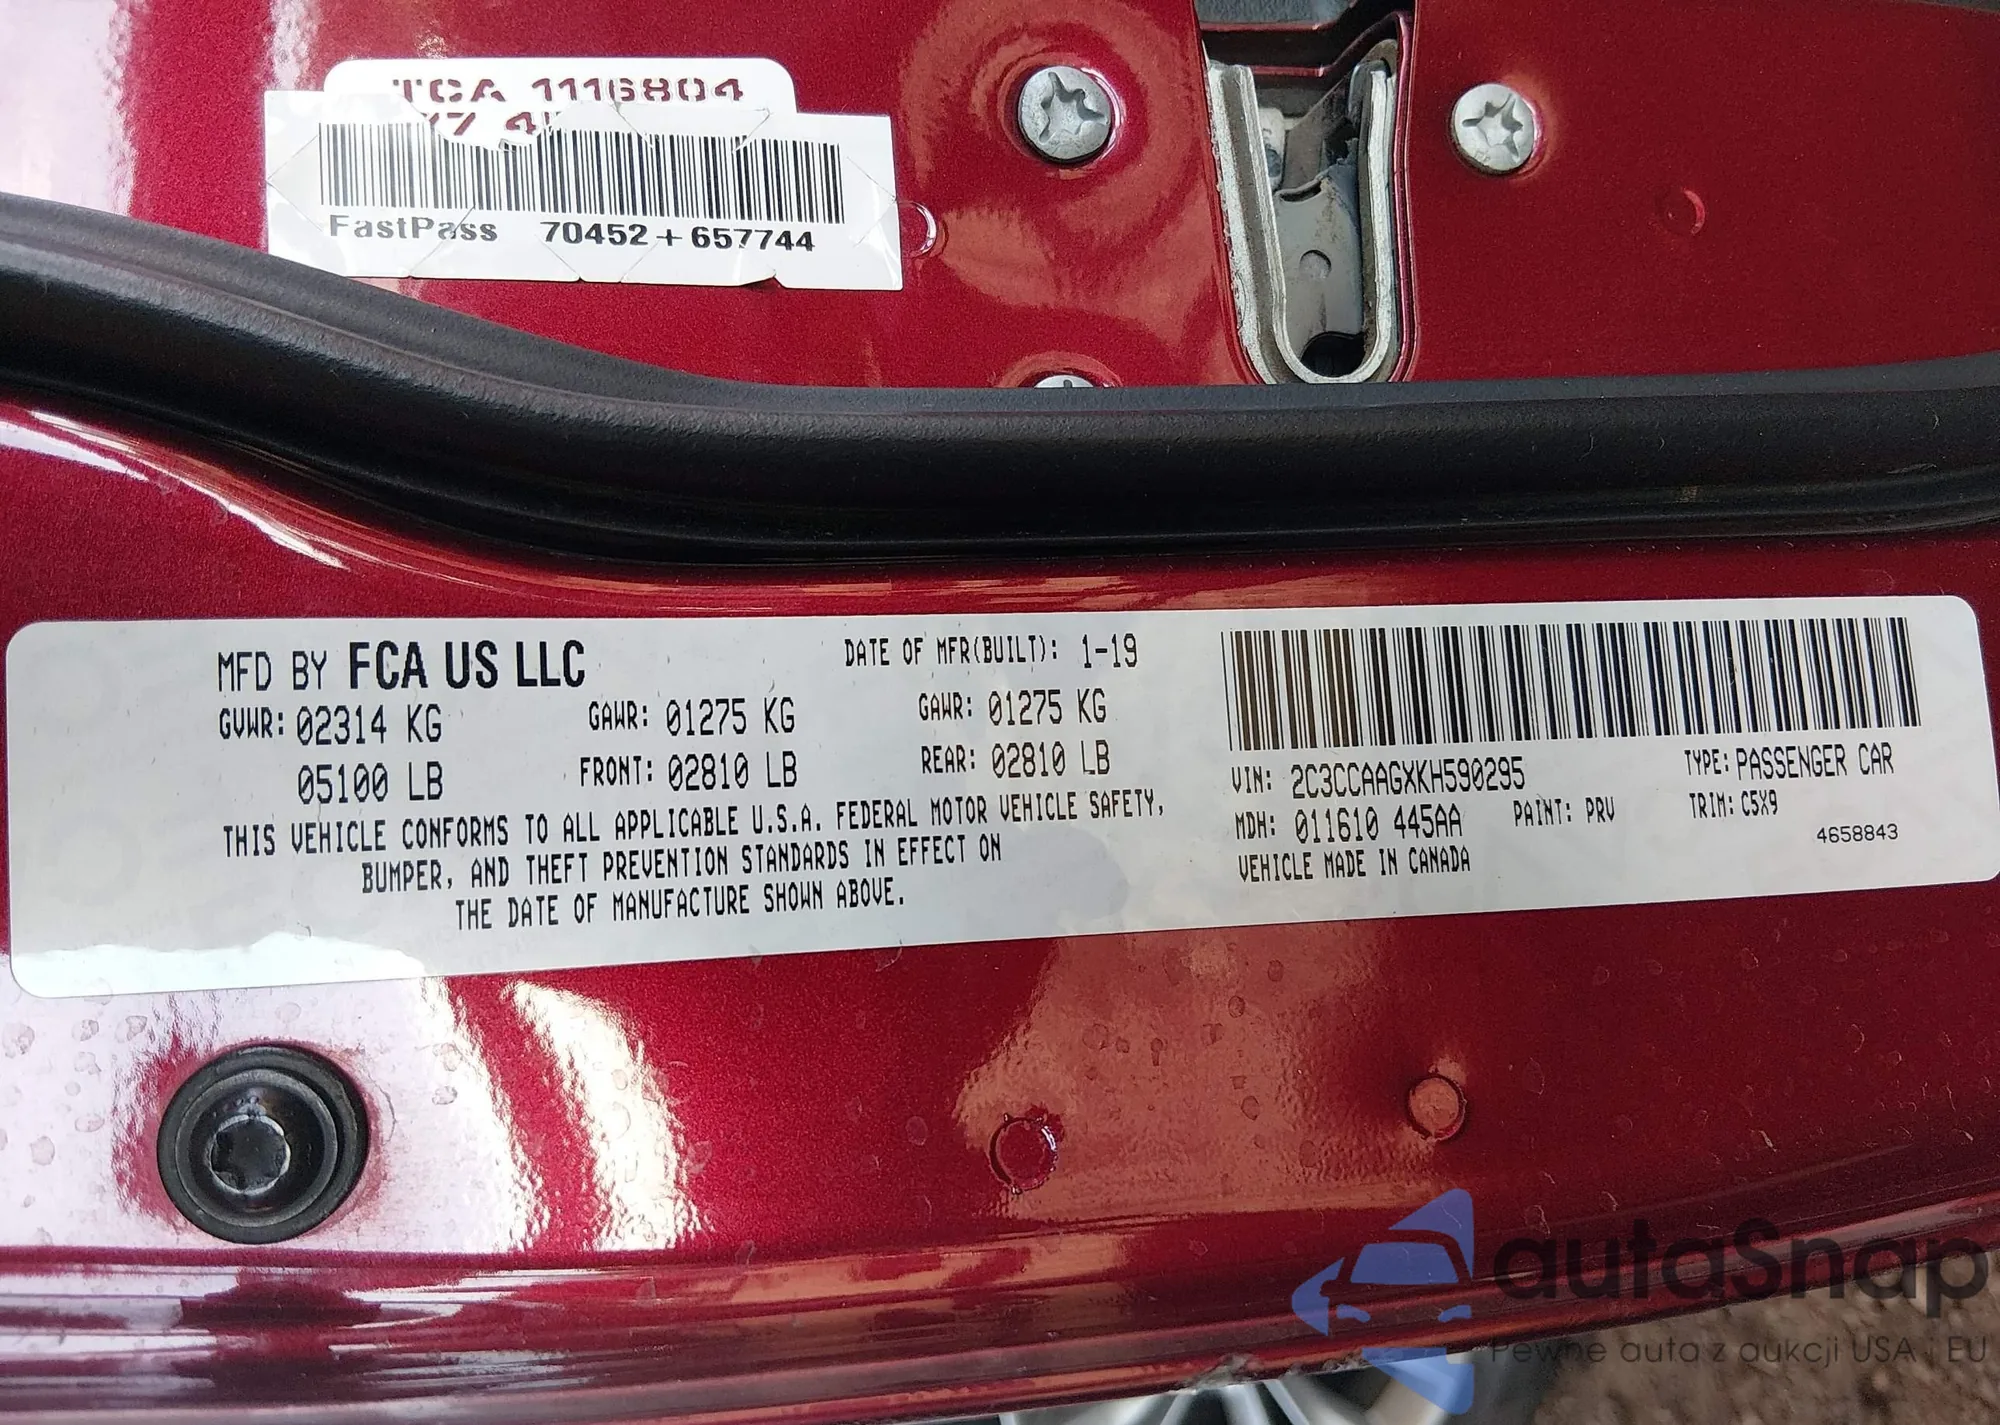 TCA 1116804
FastPass 70452+657744
MFD BY FCA US LLC
DATE OF MFR(BUILT): 1-19
GVWR: 02314 KG
GAWR: 01275 KG
GAWR: 01275 KG
05100 LB
FRONT: 02810 LB
REAR: 02810 LB
THIS VEHICLE CONFORMS TO ALL APPLICABLE U.S.A. FEDERAL MOTOR VEHICLE SAFETY,
BUMPER, AND THEFT PREVENTION STANDARDS IN EFFECT ON
THE DATE OF MANUFACTURE SHOWN ABOVE.
VIN: 2C3CCAAGXKH590295
TYPE: PASSENGER CAR
MDH: 011610 445AA
PAINT: PRV
TRIM: C5X9
VEHICLE MADE IN CANADA
4658843
autaSnap
Pewne auta z aukcji USA i EU